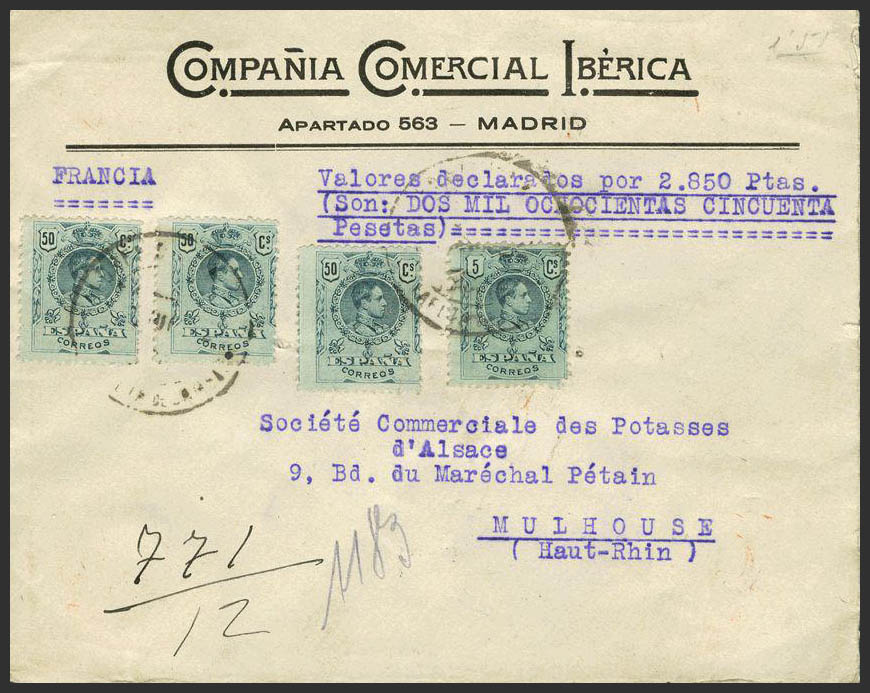 COMPAÑIA COMERCIAL IBÉRICA
APARTADO 563 — MADRID
FRANCIA
Valores declarados por 2.850 Ptas.
(Son: DOS MIL OCHOCIENTAS CINCUENTA
Pesetas)
50 Cs.
ESPAÑA
CORREOS
50 Cs.
ESPAÑA
CORREOS
50 Cs.
ESPAÑA
CORREOS
5 Cs.
ESPAÑA
CORREOS
Société Commerciale des Potasses
d'Alsace
9, Bd. du Maréchal Pétain
MULHOUSE
( Haut-Rhin )
771
12
1183